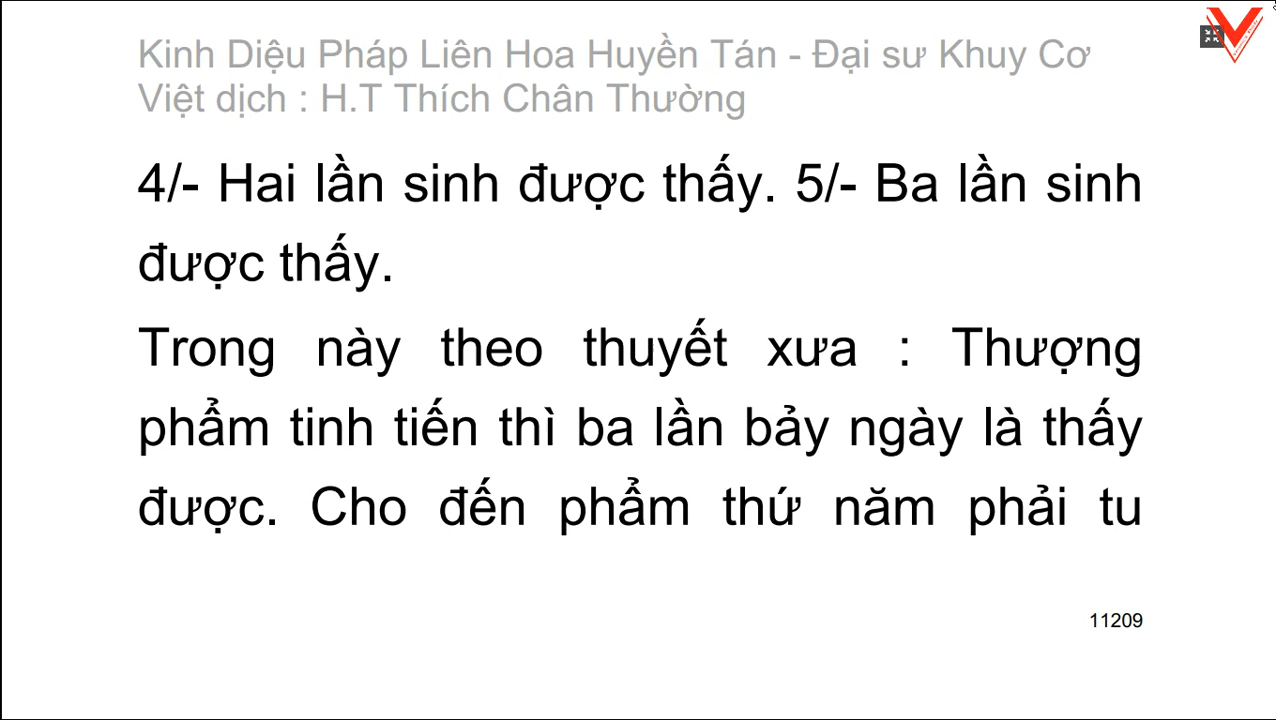 Kinh Diệu Pháp Liên Hoa Huyền Tán - Đại sư Khuy Cơ
Việt dịch : H.T Thích Chân Thường
4/- Hai lần sinh được thấy. 5/- Ba lần sinh
được thấy.
Trong này theo thuyết xưa : Thượng
phẩm tinh tiến thì ba lần bảy ngày là thấy
được. Cho đến phẩm thứ năm phải tu
11209